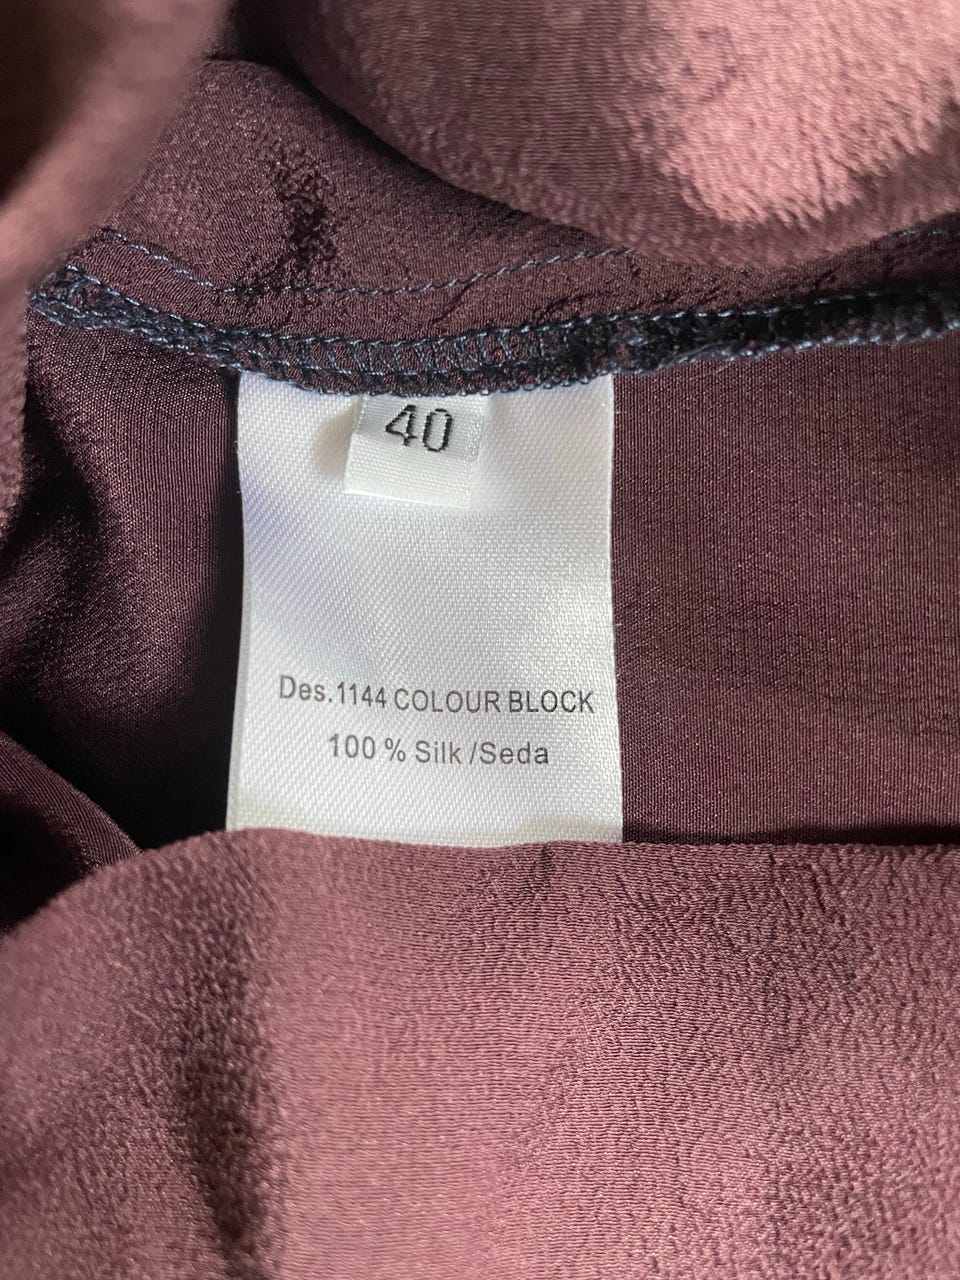 40
Des.1144 COLOUR BLOCK
100 % Silk /Seda